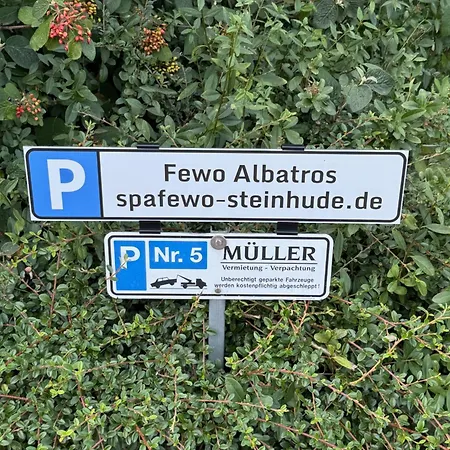 P
Fewo Albatros
spafewo-steinhude.de
P Nr. 5 MÜLLER
Vermietung - Verpachtung
Unberechtigt geparkte Fahrzeuge
werden kostenpflichtig abgeschleppt!